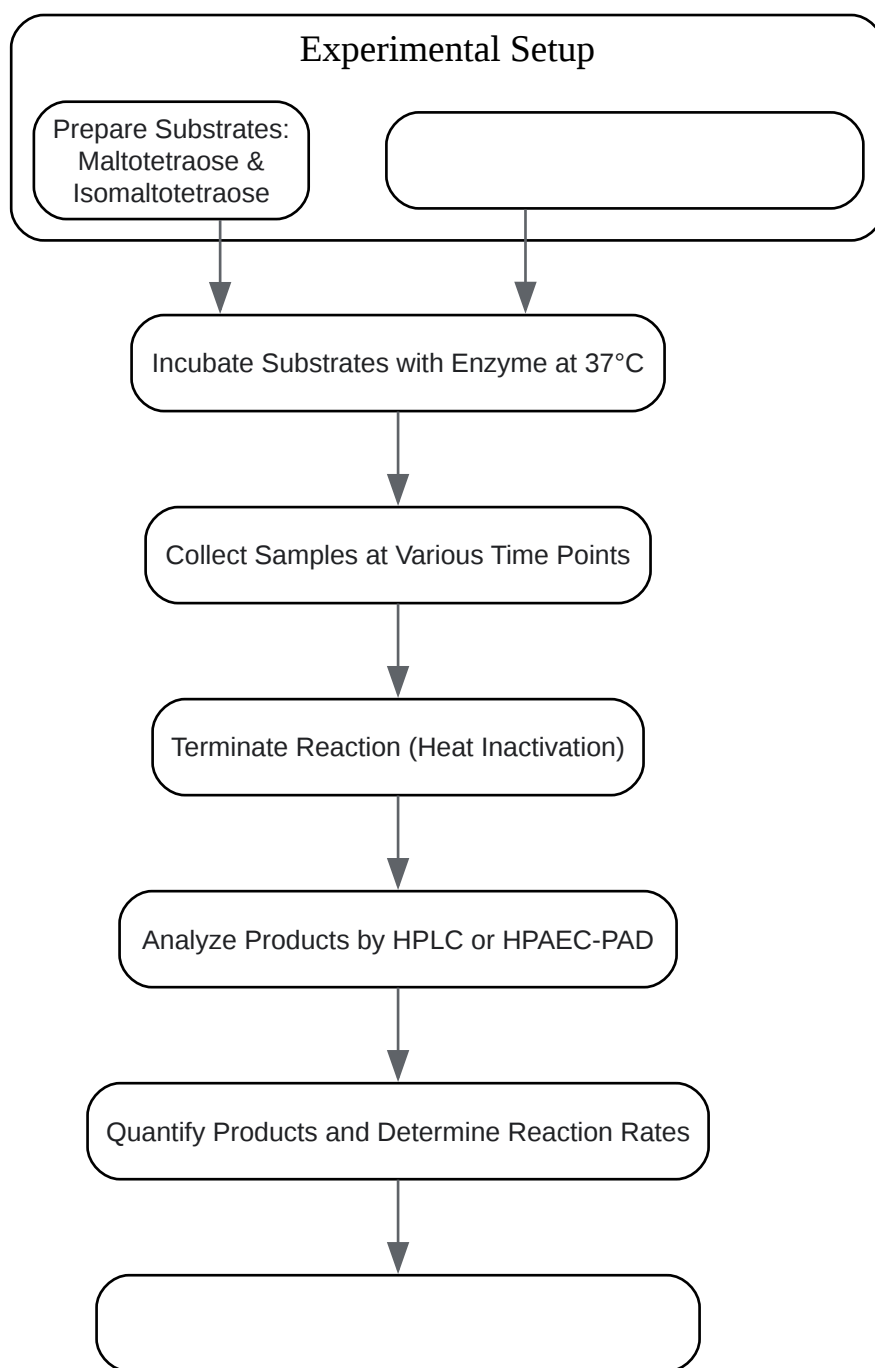 Experimental Setup
Prepare Substrates:
Maltotetraose &
Isomaltotetraose
Incubate Substrates with Enzyme at 37°C
Collect Samples at Various Time Points
Terminate Reaction (Heat Inactivation)
Analyze Products by HPLC or HPAEC-PAD
Quantify Products and Determine Reaction Rates